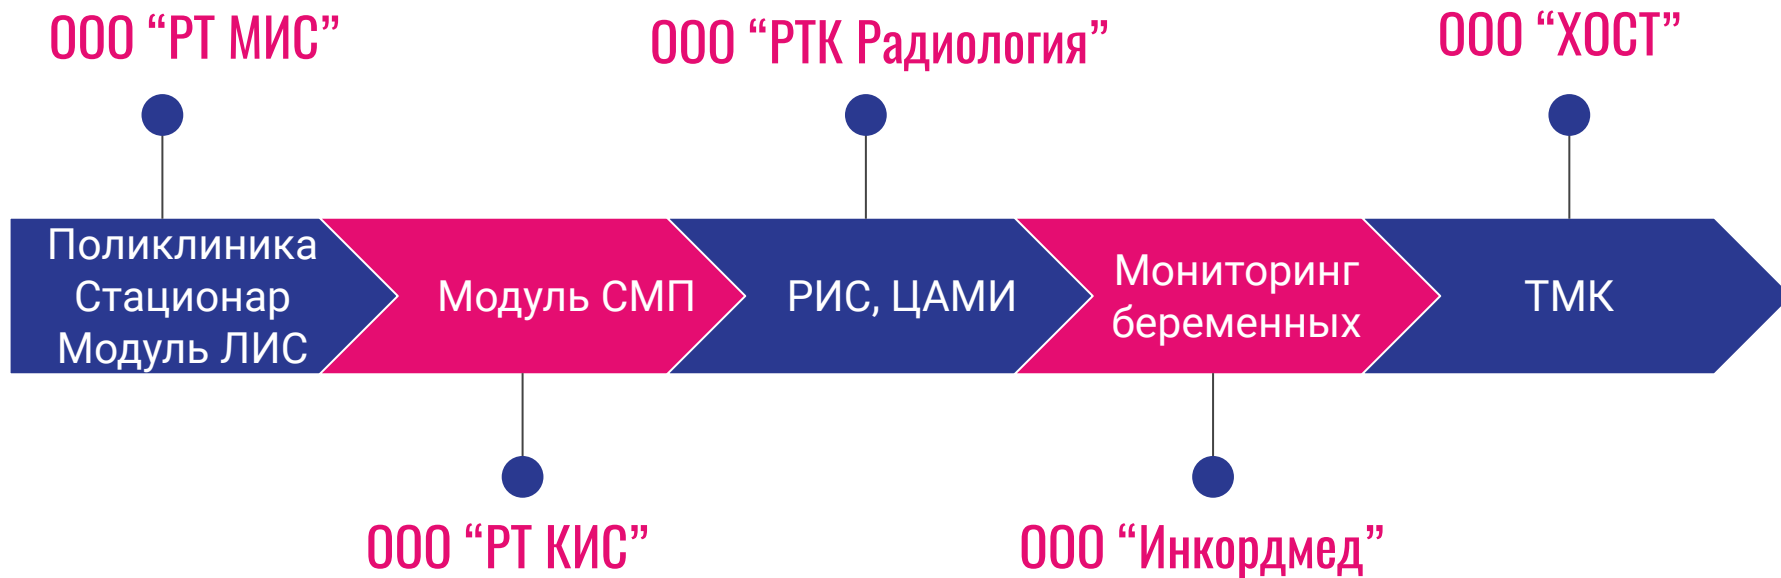 ООО “РТ МИС”
ООО “РТК Радиология”
ООО “ХОСТ”
Поликлиника
Стационар
Модуль ЛИС
Модуль СМП
РИС, ЦАМИ
Мониторинг
беременных
ТМК
ООО “РТ КИС”
ООО “Инкордмед”